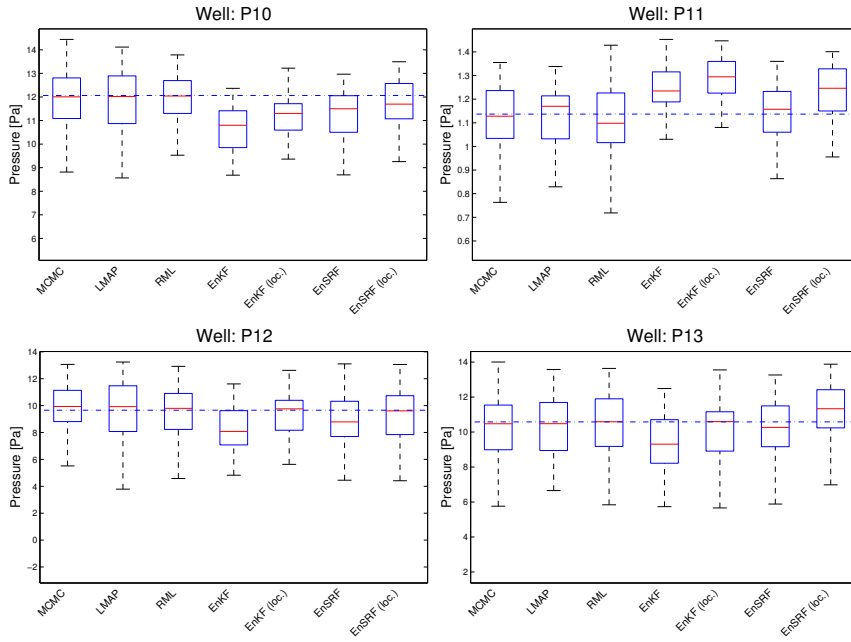 Well: P10
Pressure [Pa]
14
13
12
11
10
9
8
7
6
MCMC
LMAP
RML
EnKF
EnKF (loc.)
EnSRF
EnSRF (loc.)
Well: P11
Pressure [Pa]
1.4
1.3
1.2
1.1
1
0.9
0.8
0.7
0.6
MCMC
LMAP
RML
EnKF
EnKF (loc.)
EnSRF
EnSRF (loc.)
Well: P12
Pressure [Pa]
14
12
10
8
6
4
2
0
−2
MCMC
LMAP
RML
EnKF
EnKF (loc.)
EnSRF
EnSRF (loc.)
Well: P13
Pressure [Pa]
14
12
10
8
6
4
2
MCMC
LMAP
RML
EnKF
EnKF (loc.)
EnSRF
EnSRF (loc.)